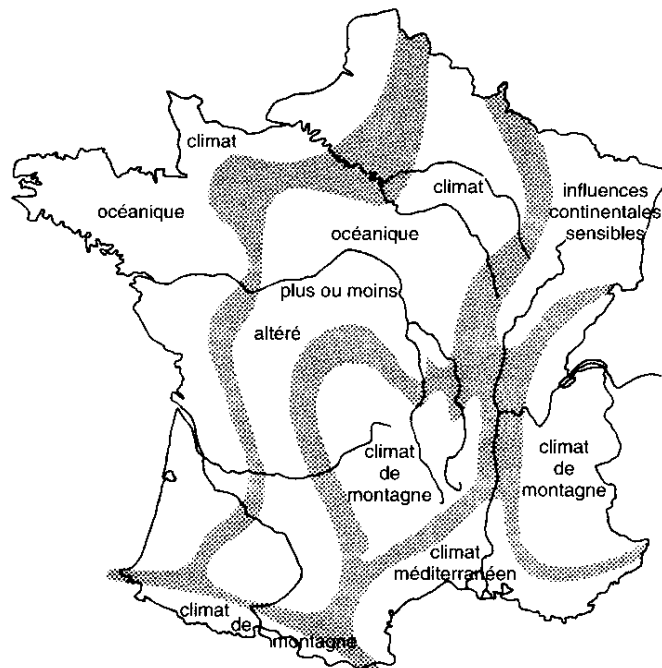 climat
océanique
climat
océanique
plus ou moins
altéré
influences
continentales
sensibles
climat
de
montagne
climat
de
montagne
climat
méditerranéen
climat
de
montagne